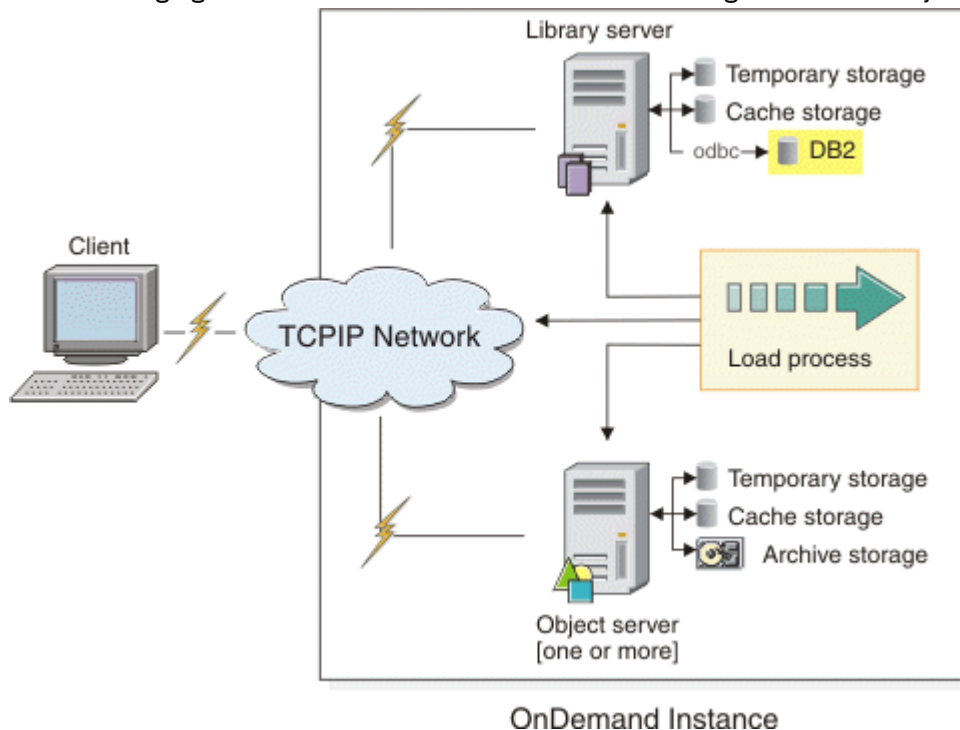 Library server
Temporary storage
Cache storage
odbc
DB2
Client
TCPIP Network
Load process
Temporary storage
Cache storage
Archive storage
Object server
[one or more]
OnDemand Instance